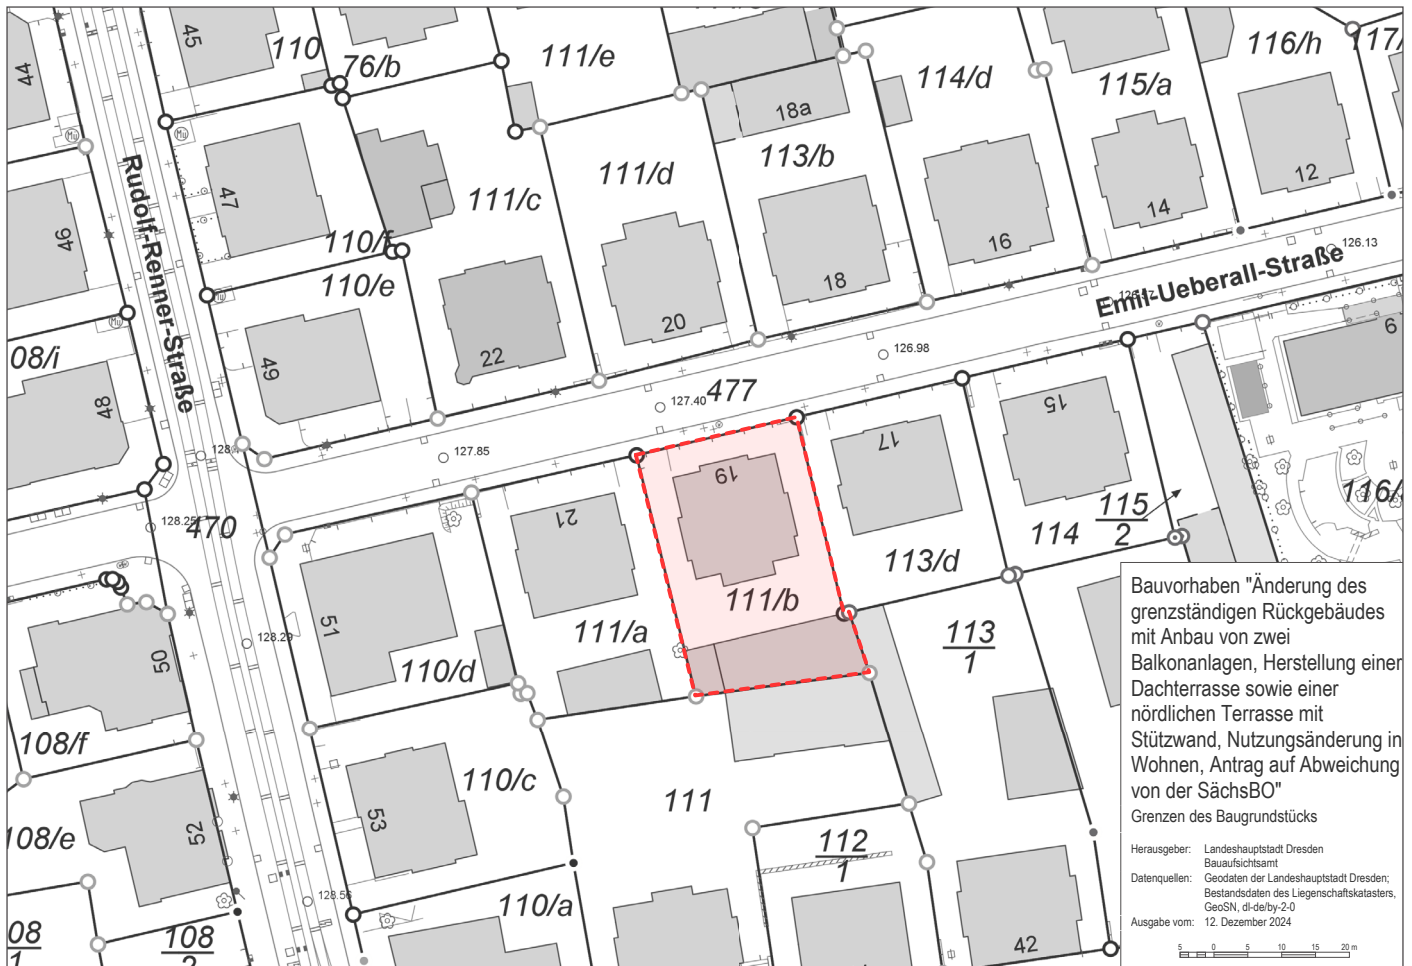 45
110
76/b
111/e
114/d
116/h
117/
44
115/a
18a
113/b
12
47
111/d
111/c
14
46
Rudolf-Renner-Straße
110/f
16
126.13
110/e
18
Emil-Ueberall-Straße
20
6
08/i
22
126.98
49
477
127.40
48
15
17
127.85
19
116/
115
2
21
128.25
470
114
113/d
111/b
51
111/a
113
1
128.29
50
110/d
108/f
110/c
111
53
52
108/e
112
1
128.56
110/a
08
1
108
2
42
Bauvorhaben "Änderung des
grenzständigen Rückgebäudes
mit Anbau von zwei
Balkonanlagen, Herstellung einer
Dachterrasse sowie einer
nördlichen Terrasse mit
Stützwand, Nutzungsänderung in
Wohnen, Antrag auf Abweichung
von der SächsBO"
Grenzen des Baugrundstücks
Herausgeber: Landeshauptstadt Dresden
Bauaufsichtsamt
Datenquellen: Geodaten der Landeshauptstadt Dresden;
Bestandsdaten des Liegenschaftskatasters,
GeoSN, dl-de/by-2-0
Ausgabe vom: 12. Dezember 2024
5 0 5 10 15 20 m